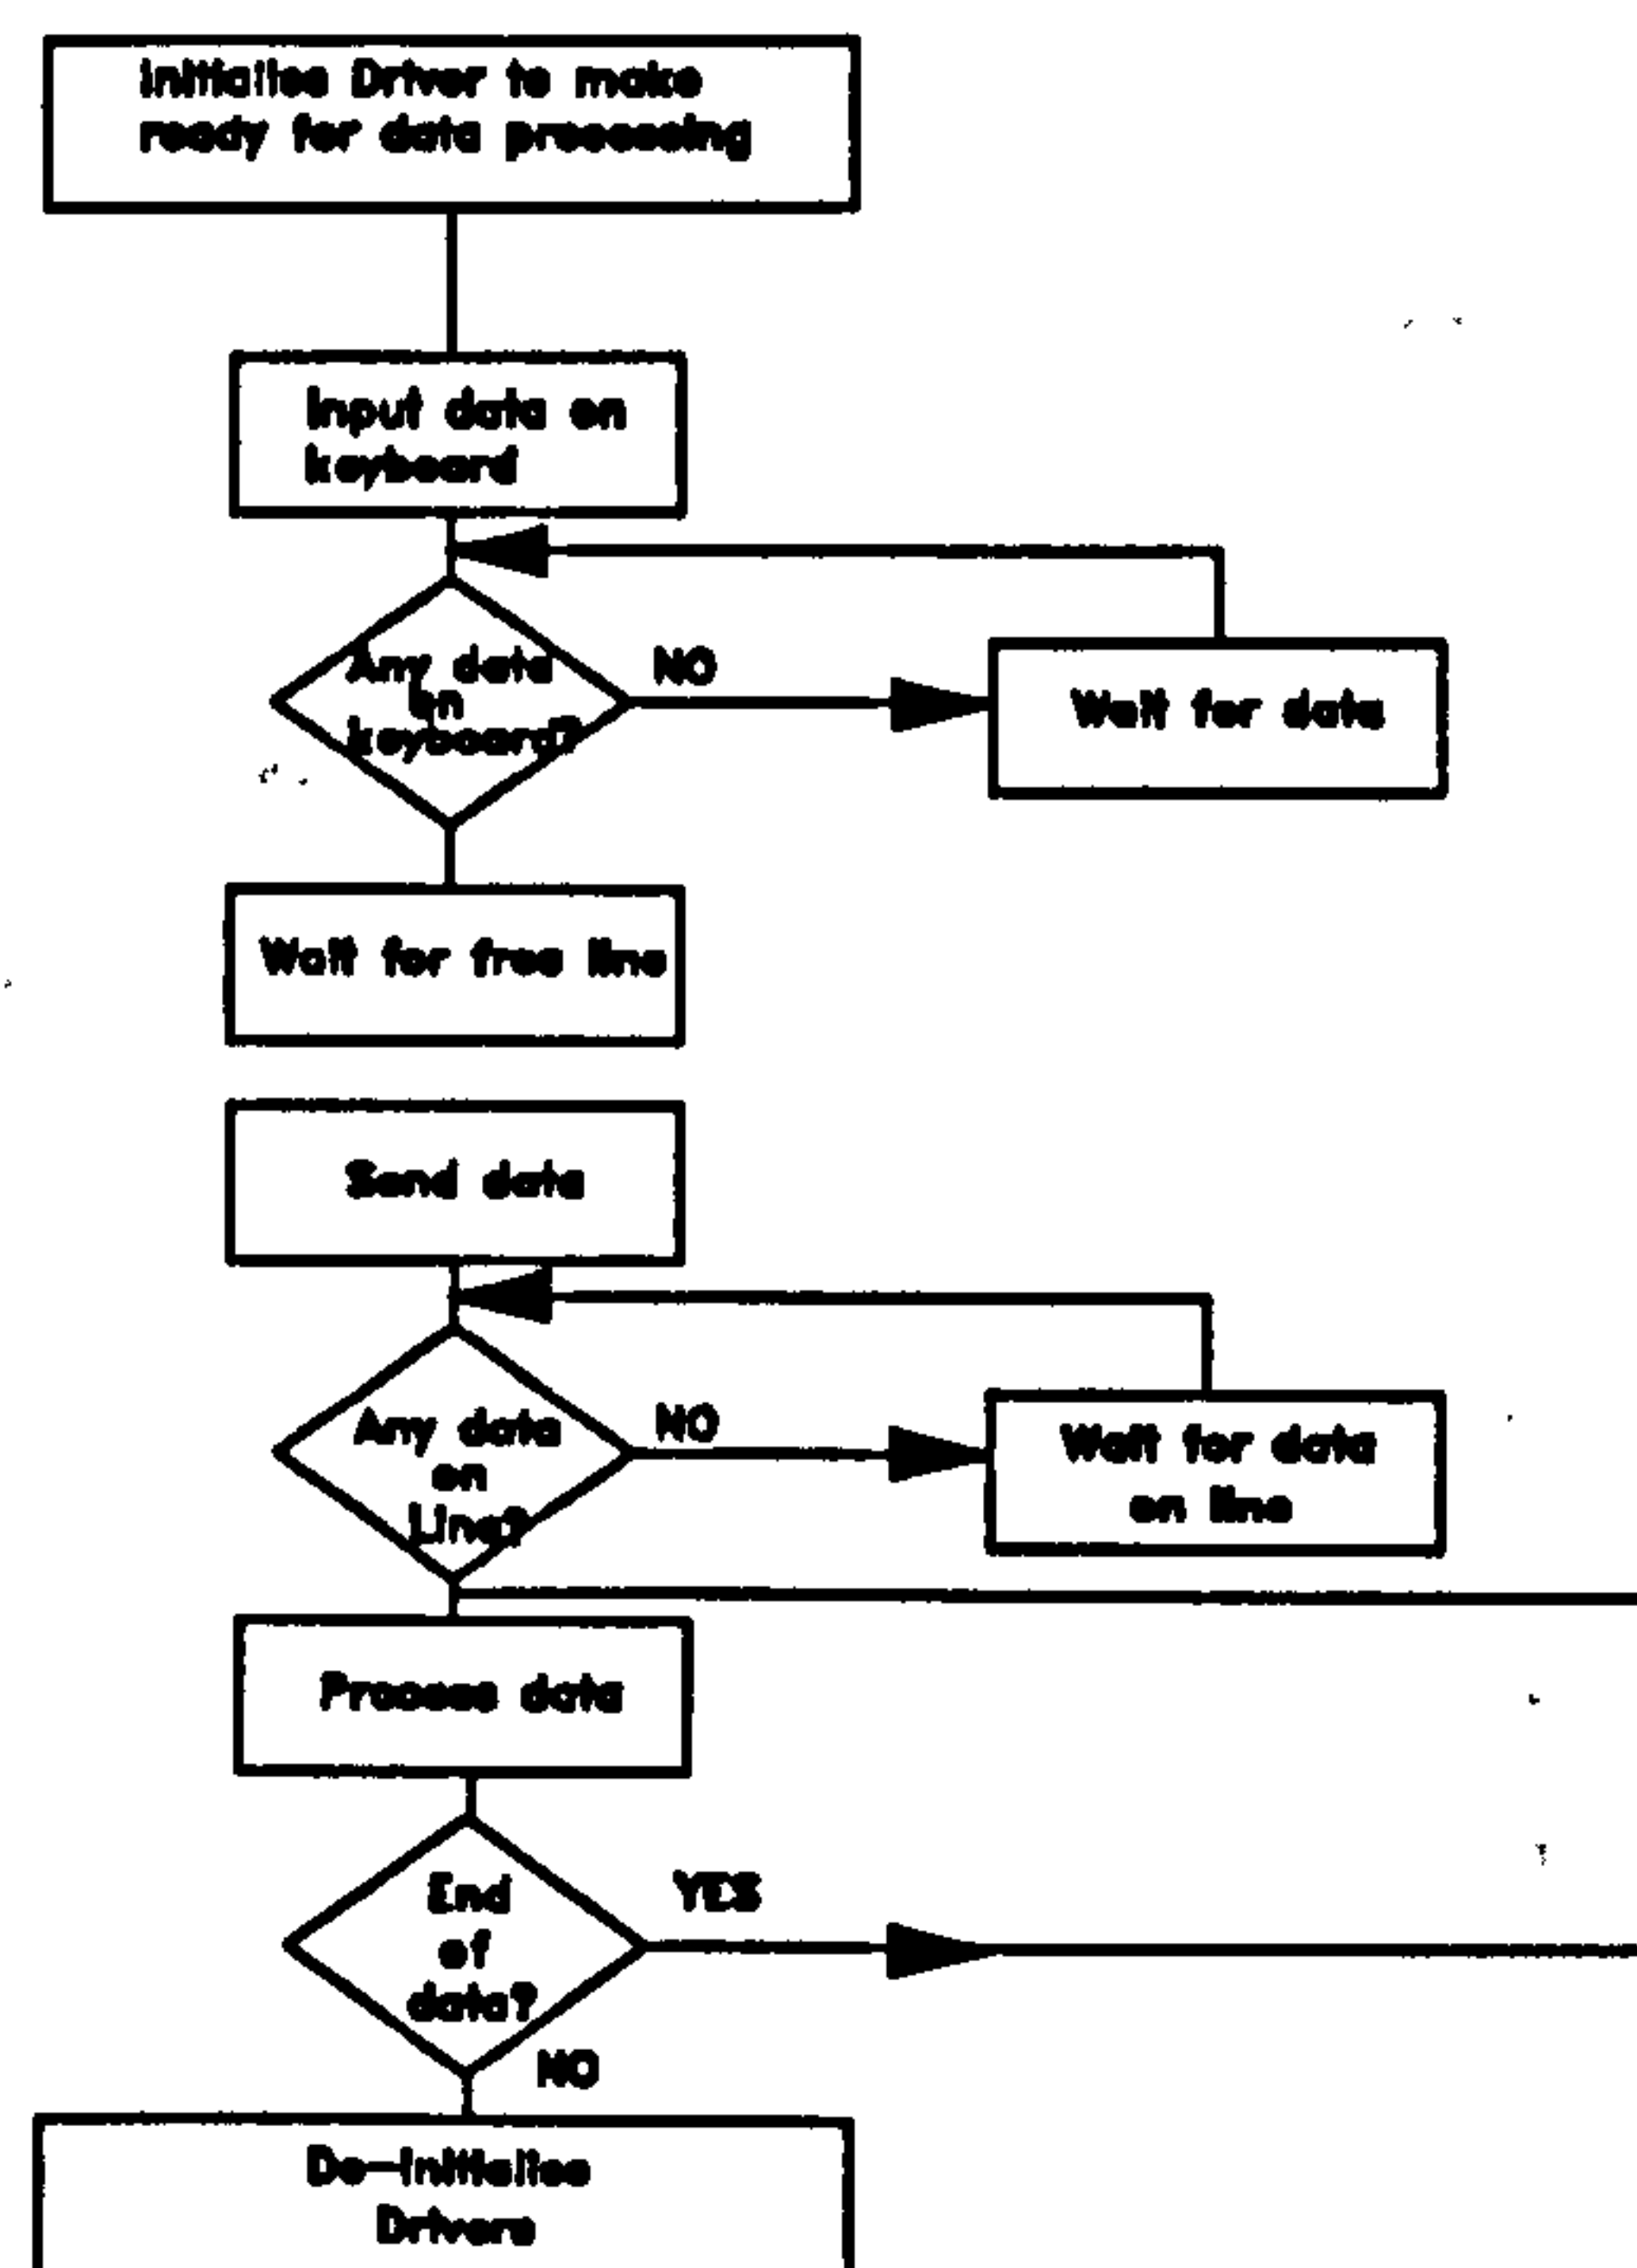 Initialise Driver to make
ready for data processing
Input data on
keyboard
Any data
on
keyboard?
NO
Wait for data
Wait for free line
Send data
Any data
on
Line?
NO
Wait for data
on line
Process data
End
of
data?
YES
NO
De-initialise
Drivers